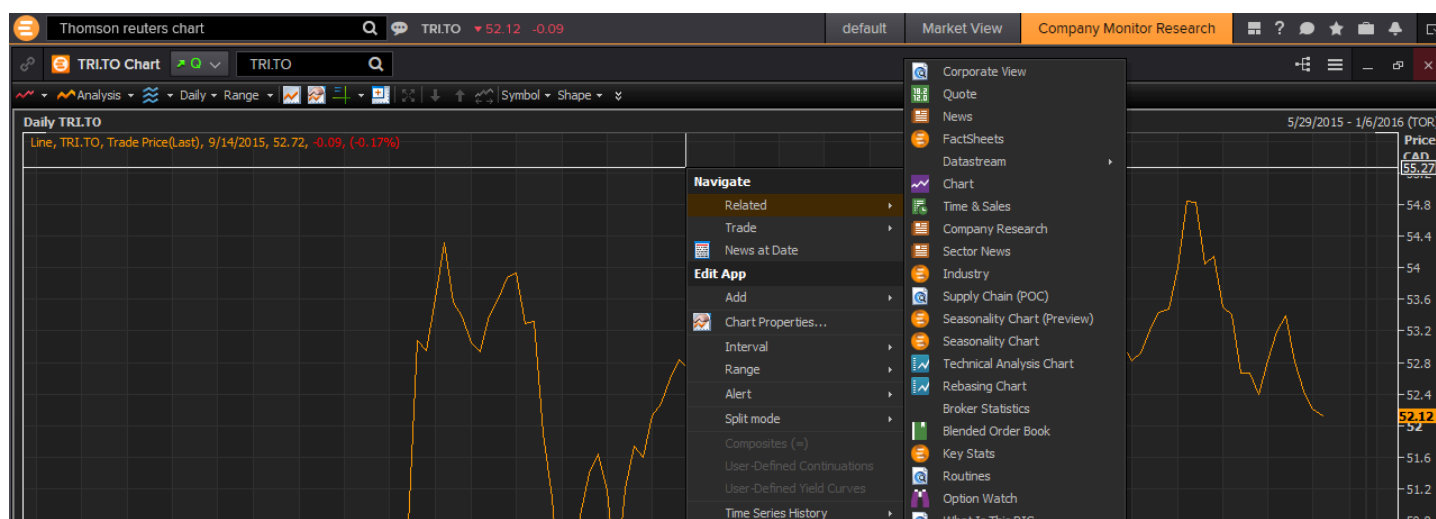 Thomson reuters chart TRI.TO ▼52.12 -0.09 default Market View Company Monitor Research ?
TRI.TO Chart Q TRI.TO
Analysis Daily Range Symbol Shape
Daily TRI.TO 5/29/2015 - 1/6/2016 (TOR)
Line, TRI.TO, Trade Price(Last), 9/14/2015, 52.72, -0.09, (-0.17%)
Price
CAD
55.27
54.8
54.4
54
53.6
53.2
52.8
52.4
52.12
52
51.6
51.2
Navigate
Related
Trade
News at Date
Edit App
Add
Chart Properties...
Interval
Range
Alert
Split mode
Composites (=)
User-Defined Continuations
User-Defined Yield Curves
Time Series History
Corporate View
Quote
News
FactSheets
Datastream
Chart
Time & Sales
Company Research
Sector News
Industry
Supply Chain (POC)
Seasonality Chart (Preview)
Seasonality Chart
Technical Analysis Chart
Rebasing Chart
Broker Statistics
Blended Order Book
Key Stats
Routines
Option Watch
What Is This RIC